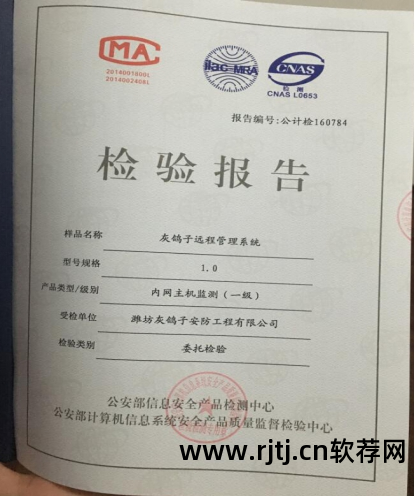 CMA
2014001800L
2014002408L
ilac-MRA
CNAS
检测
CNAS L0653
报告编号:公计检160784
检验报告
样品名称 灰鸽子远程管理系统
型号规格 1.0
产品类型/级别 内网主机监测（一级）
受检单位 潍坊灰鸽子安防工程有限公司
检验类别 委托检验
公安部信息安全产品检测中心
公安部计算机信息系统安全产品质量监督检验中心
www.rjtj.cn软荐网